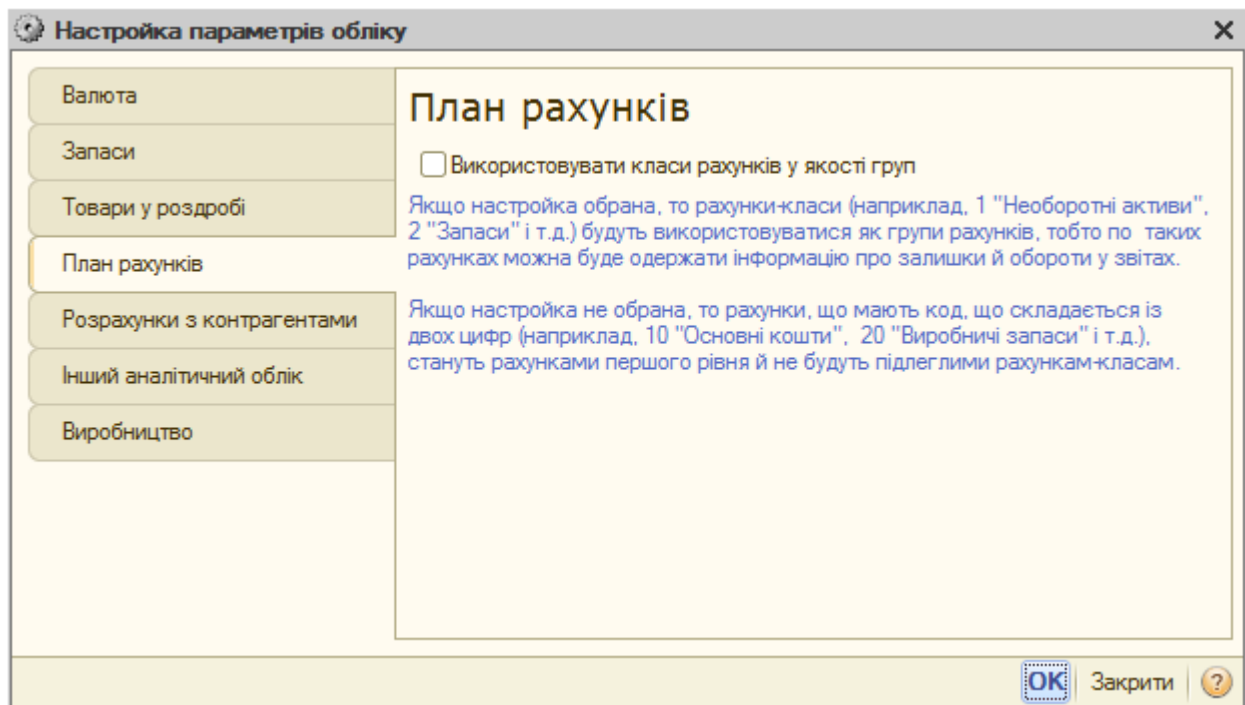 Настройка параметрів обліку
Валюта
Запаси
Товари у роздробі
План рахунків
Розрахунки з контрагентами
Інший аналітичний облік
Виробництво
План рахунків
Використовувати класи рахунків у якості груп
Якщо настройка обрана, то рахунки-класи (наприклад, 1 "Необоротні активи",
2 "Запаси" і т.д.) будуть використовуватися як групи рахунків, тобто по таких
рахунках можна буде одержати інформацію про залишки й обороти у звітах.
Якщо настройка не обрана, то рахунки, що мають код, що складається із
двох цифр (наприклад, 10 "Основні кошти", 20 "Виробничі запаси" і т.д.),
стануть рахунками першого рівня й не будуть підлеглими рахункам-класам.
OK Закрити ?